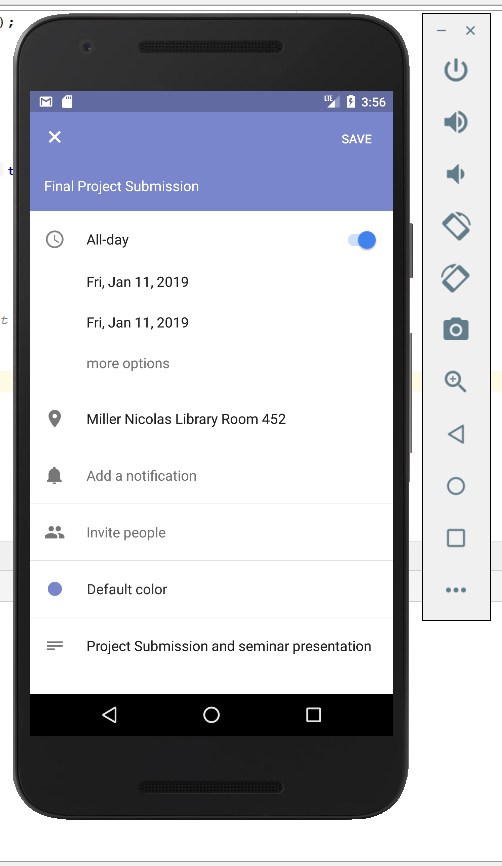 );
LTE 3:56
SAVE
Final Project Submission
t
All-day
Fri, Jan 11, 2019
Fri, Jan 11, 2019
t
more options
Miller Nicolas Library Room 452
Add a notification
Invite people
Default color
Project Submission and seminar presentation